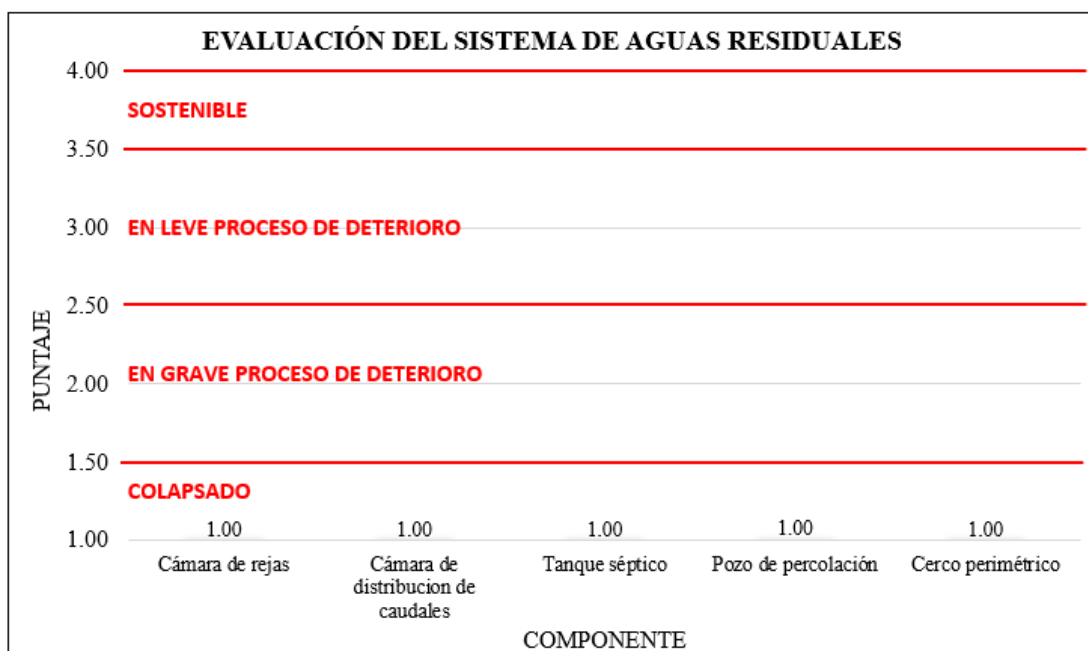 EVALUACIÓN DEL SISTEMA DE AGUAS RESIDUALES
4.00
SOSTENIBLE
3.50
3.00
EN LEVE PROCESO DE DETERIORO
2.50
PUNTAJE
2.00
EN GRAVE PROCESO DE DETERIORO
1.50
COLAPSADO
1.00 1.00 1.00 1.00 1.00
1.00
Cámara de rejas
Cámara de
distribucion de
caudales
Tanque séptico
Pozo de percolación
Cerco perimétrico
COMPONENTE